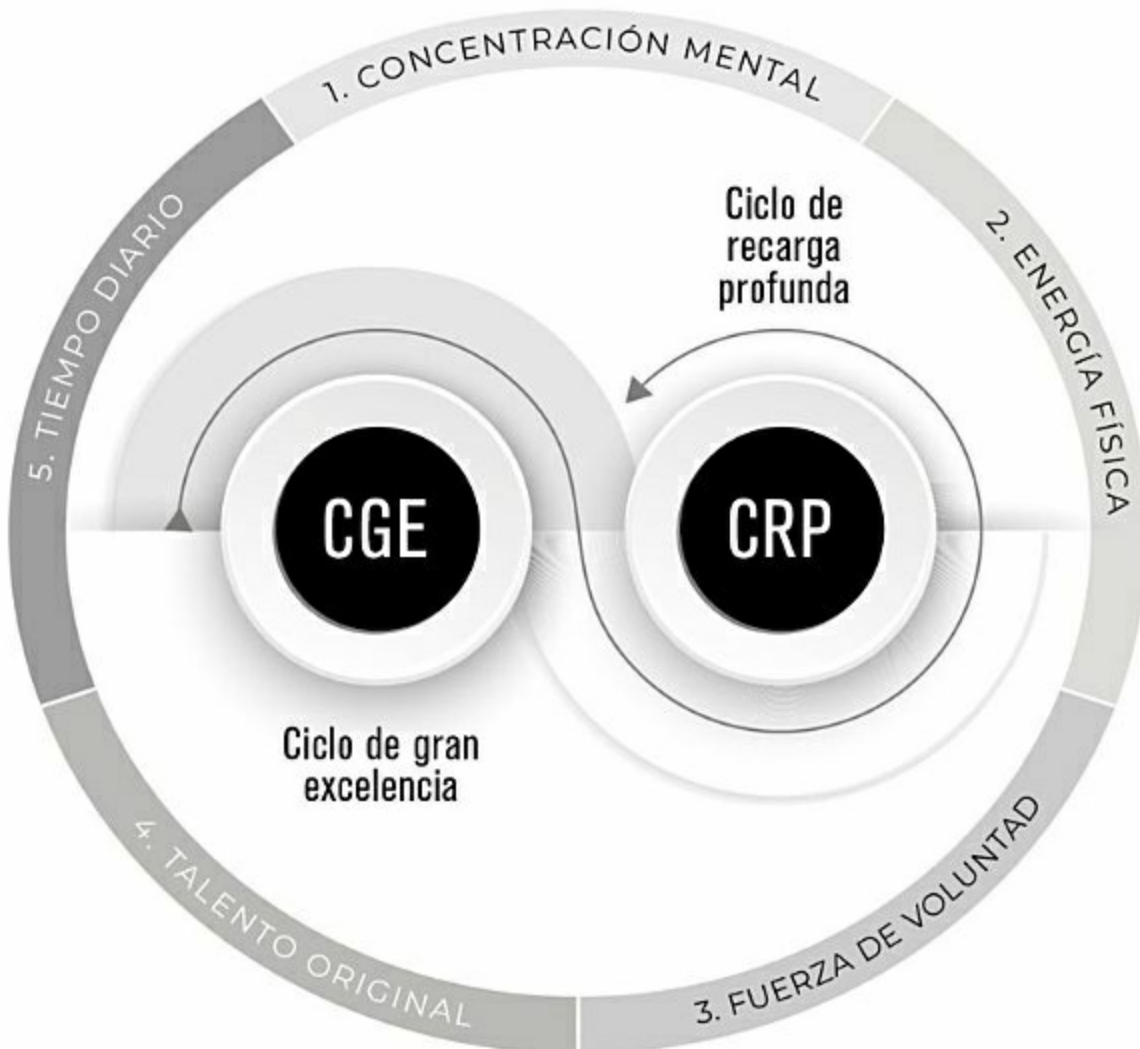 1. CONCENTRACIÓN MENTAL
2. ENERGÍA FÍSICA
3. FUERZA DE VOLUNTAD
4. TALENTO ORIGINAL
5. TIEMPO DIARIO
Ciclo de
recarga
profunda
CGE
CRP
Ciclo de gran
excelencia